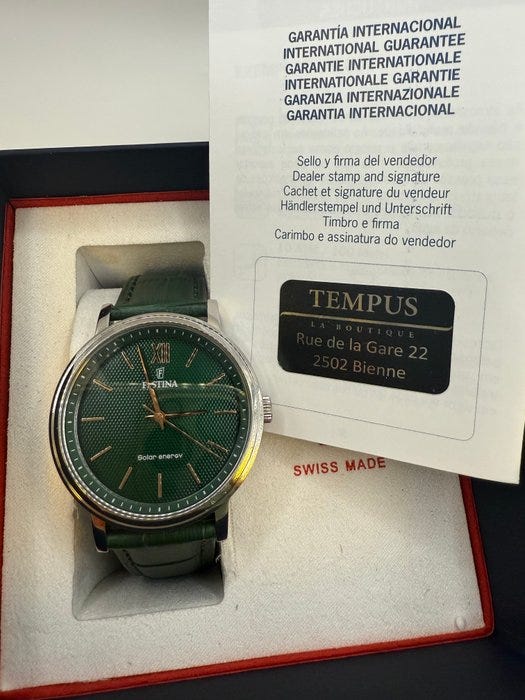 GARANTÍA INTERNACIONAL
INTERNATIONAL GUARANTEE
GARANTIE INTERNATIONALE
INTERNATIONALE GARANTIE
GARANZIA INTERNAZIONALE
GARANTIA INTERNACIONAL
Sello y firma del vendedor
Dealer stamp and signature
Cachet et signature du vendeur
Händlerstempel und Unterschrift
Timbro e firma
Carimbo e assinatura do vendedor
TEMPUS
LA BOUTIQUE
Rue de la Gare 22
2502 Bienne
SWISS MADE
XII
F
FESTINA
Solar energy